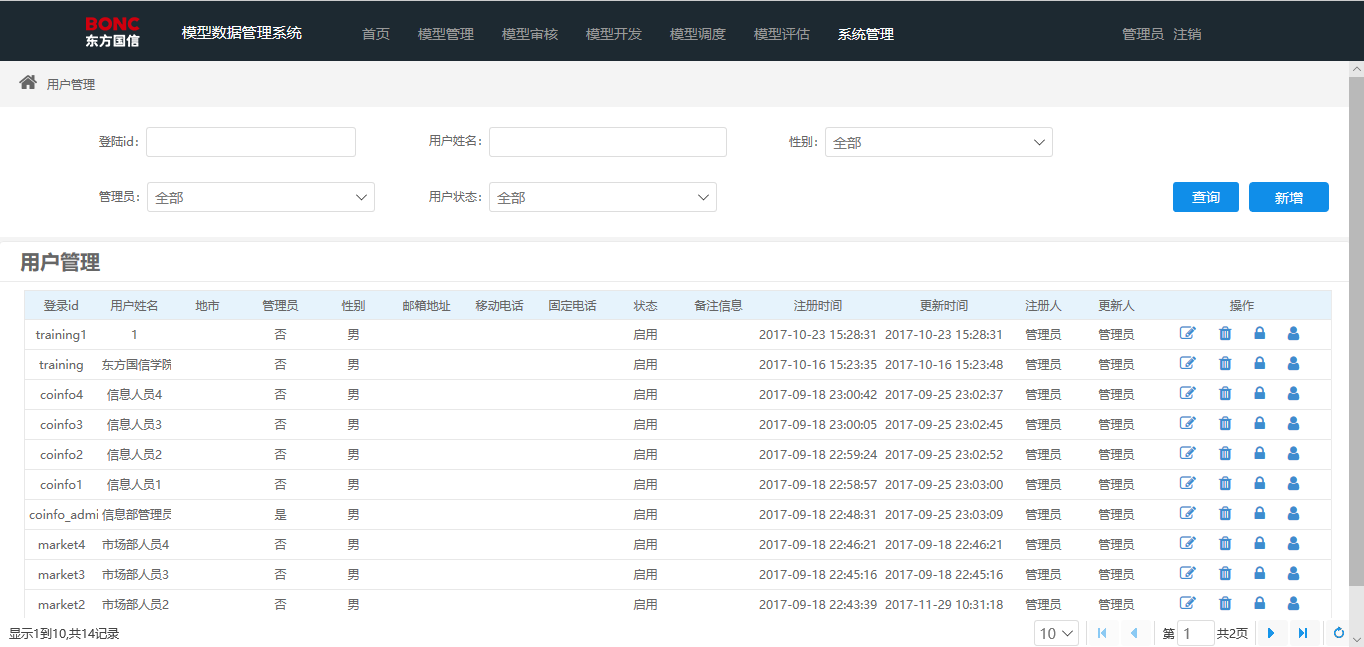 BONC
东方国信
模型数据管理系统 首页 模型管理 模型审核 模型开发 模型调度 模型评估 系统管理 管理员 注销
用户管理
登陆id: 用户姓名: 性别: 全部
管理员: 全部 用户状态: 全部 查询 新增
用户管理
登录id 用户姓名 地市 管理员 性别 邮箱地址 移动电话 固定电话 状态 备注信息 注册时间 更新时间 注册人 更新人 操作
training1 1 否 男 启用 2017-10-23 15:28:31 2017-10-23 15:28:31 管理员 管理员
training 东方国信学院 否 男 启用 2017-10-16 15:23:35 2017-10-16 15:23:48 管理员 管理员
coinfo4 信息人员4 否 男 启用 2017-09-18 23:00:42 2017-09-25 23:02:37 管理员 管理员
coinfo3 信息人员3 否 男 启用 2017-09-18 23:00:05 2017-09-25 23:02:45 管理员 管理员
coinfo2 信息人员2 否 男 启用 2017-09-18 22:59:24 2017-09-25 23:02:52 管理员 管理员
coinfo1 信息人员1 否 男 启用 2017-09-18 22:58:57 2017-09-25 23:03:00 管理员 管理员
coinfo_admi 信息部管理员 是 男 启用 2017-09-18 22:48:31 2017-09-25 23:03:09 管理员 管理员
market4 市场部人员4 否 男 启用 2017-09-18 22:46:21 2017-09-18 22:46:21 管理员 管理员
market3 市场部人员3 否 男 启用 2017-09-18 22:45:16 2017-09-18 22:45:16 管理员 管理员
market2 市场部人员2 否 男 启用 2017-09-18 22:43:39 2017-11-29 10:31:18 管理员 管理员
显示1到10,共14记录 10 第 1 共2页